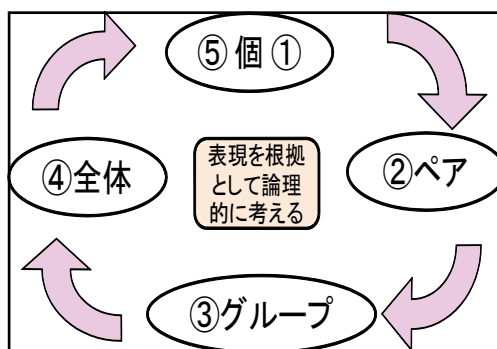 ⑤個①
②ペア
③グループ
④全体
表現を根拠
として論理
的に考える